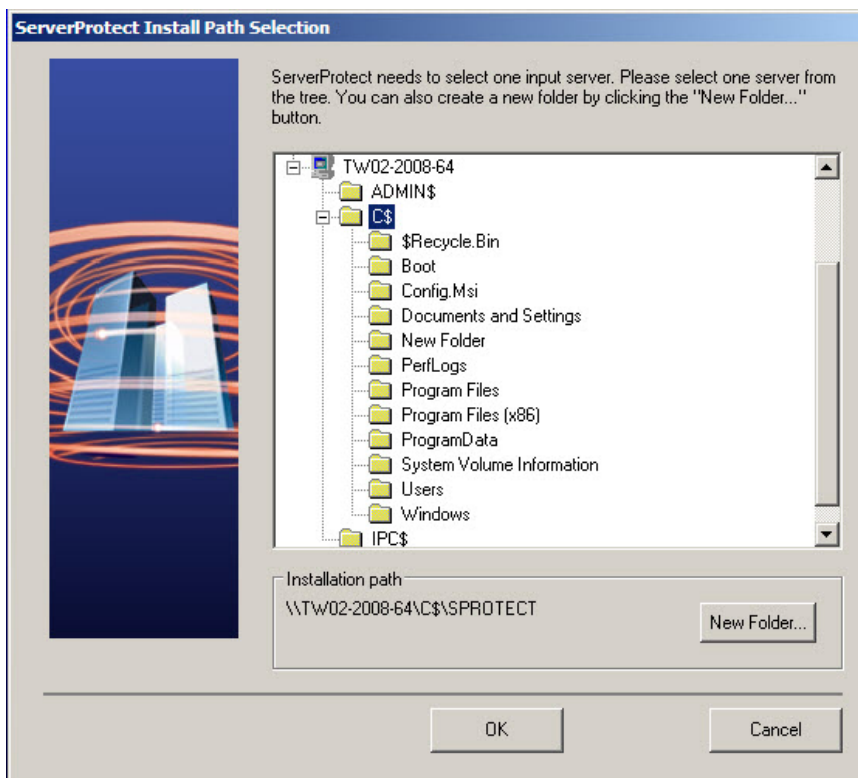 ServerProtect Install Path Selection
ServerProtect needs to select one input server. Please select one server from
the tree. You can also create a new folder by clicking the "New Folder..."
button.
TW02-2008-64
ADMIN$
C$
$Recycle.Bin
Boot
Config.Msi
Documents and Settings
New Folder
PerfLogs
Program Files
Program Files (x86)
ProgramData
System Volume Information
Users
Windows
IPC$
Installation path
\\TW02-2008-64\C$\SPROTECT
New Folder...
OK
Cancel